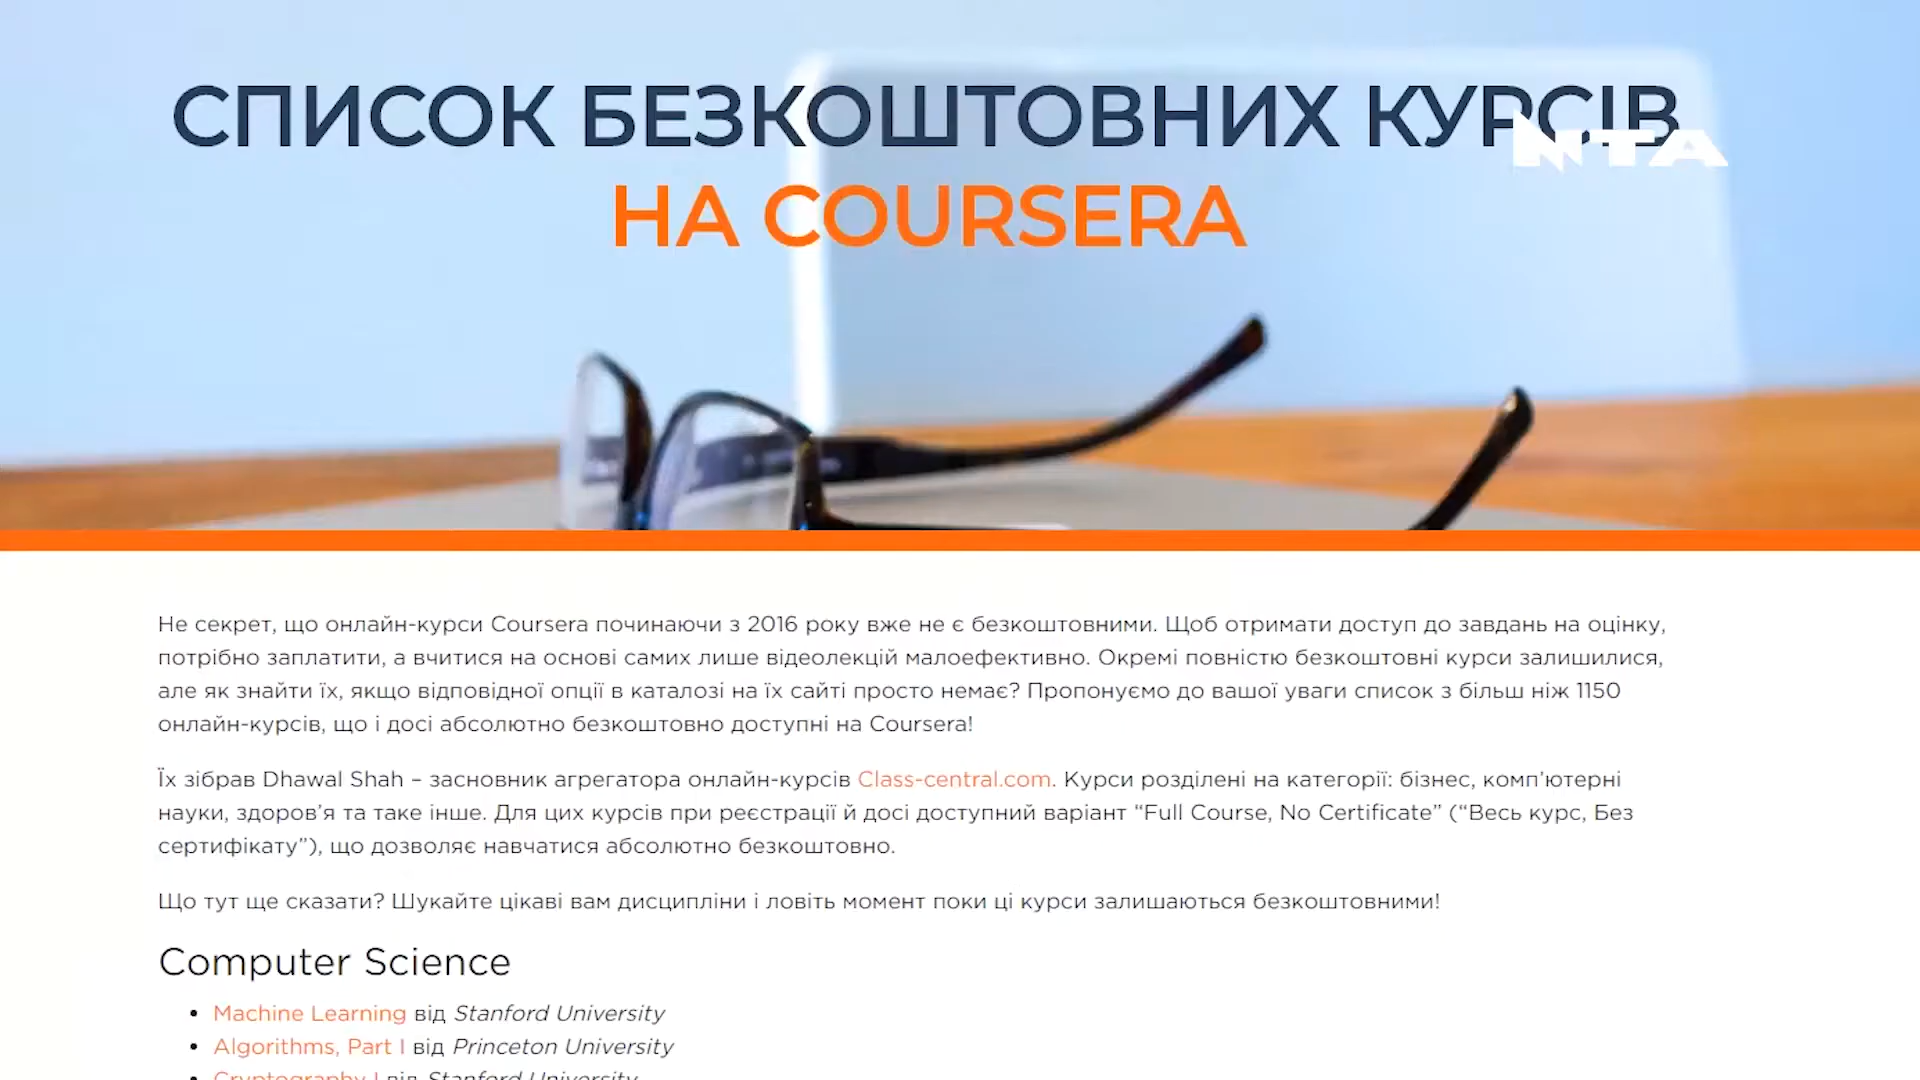 СПИСОК БЕЗКОШТОВНИХ КУРСІВ
NTA
НА COURSERA
Не секрет, що онлайн-курси Coursera починаючи з 2016 року вже не є безкоштовними. Щоб отримати доступ до завдань на оцінку,
потрібно заплатити, а вчитися на основі самих лише відеолекцій малоефективно. Окремі повністю безкоштовні курси залишилися,
але як знайти їх, якщо відповідної опції в каталозі на їх сайті просто немає? Пропонуємо до вашої уваги список з більш ніж 1150
онлайн-курсів, що і досі абсолютно безкоштовно доступні на Coursera!
Їх зібрав Dhawal Shah – засновник агрегатора онлайн-курсів Class-central.com. Курси розділені на категорії: бізнес, комп’ютерні
науки, здоров’я та таке інше. Для цих курсів при реєстрації й досі доступний варіант “Full Course, No Certificate” (“Весь курс, Без
сертифікату”), що дозволяє навчатися абсолютно безкоштовно.
Що тут ще сказати? Шукайте цікаві вам дисципліни і ловіть момент поки ці курси залишаються безкоштовними!
Computer Science
• Machine Learning від Stanford University
• Algorithms, Part I від Princeton University
• Cryptography I від Stanford University